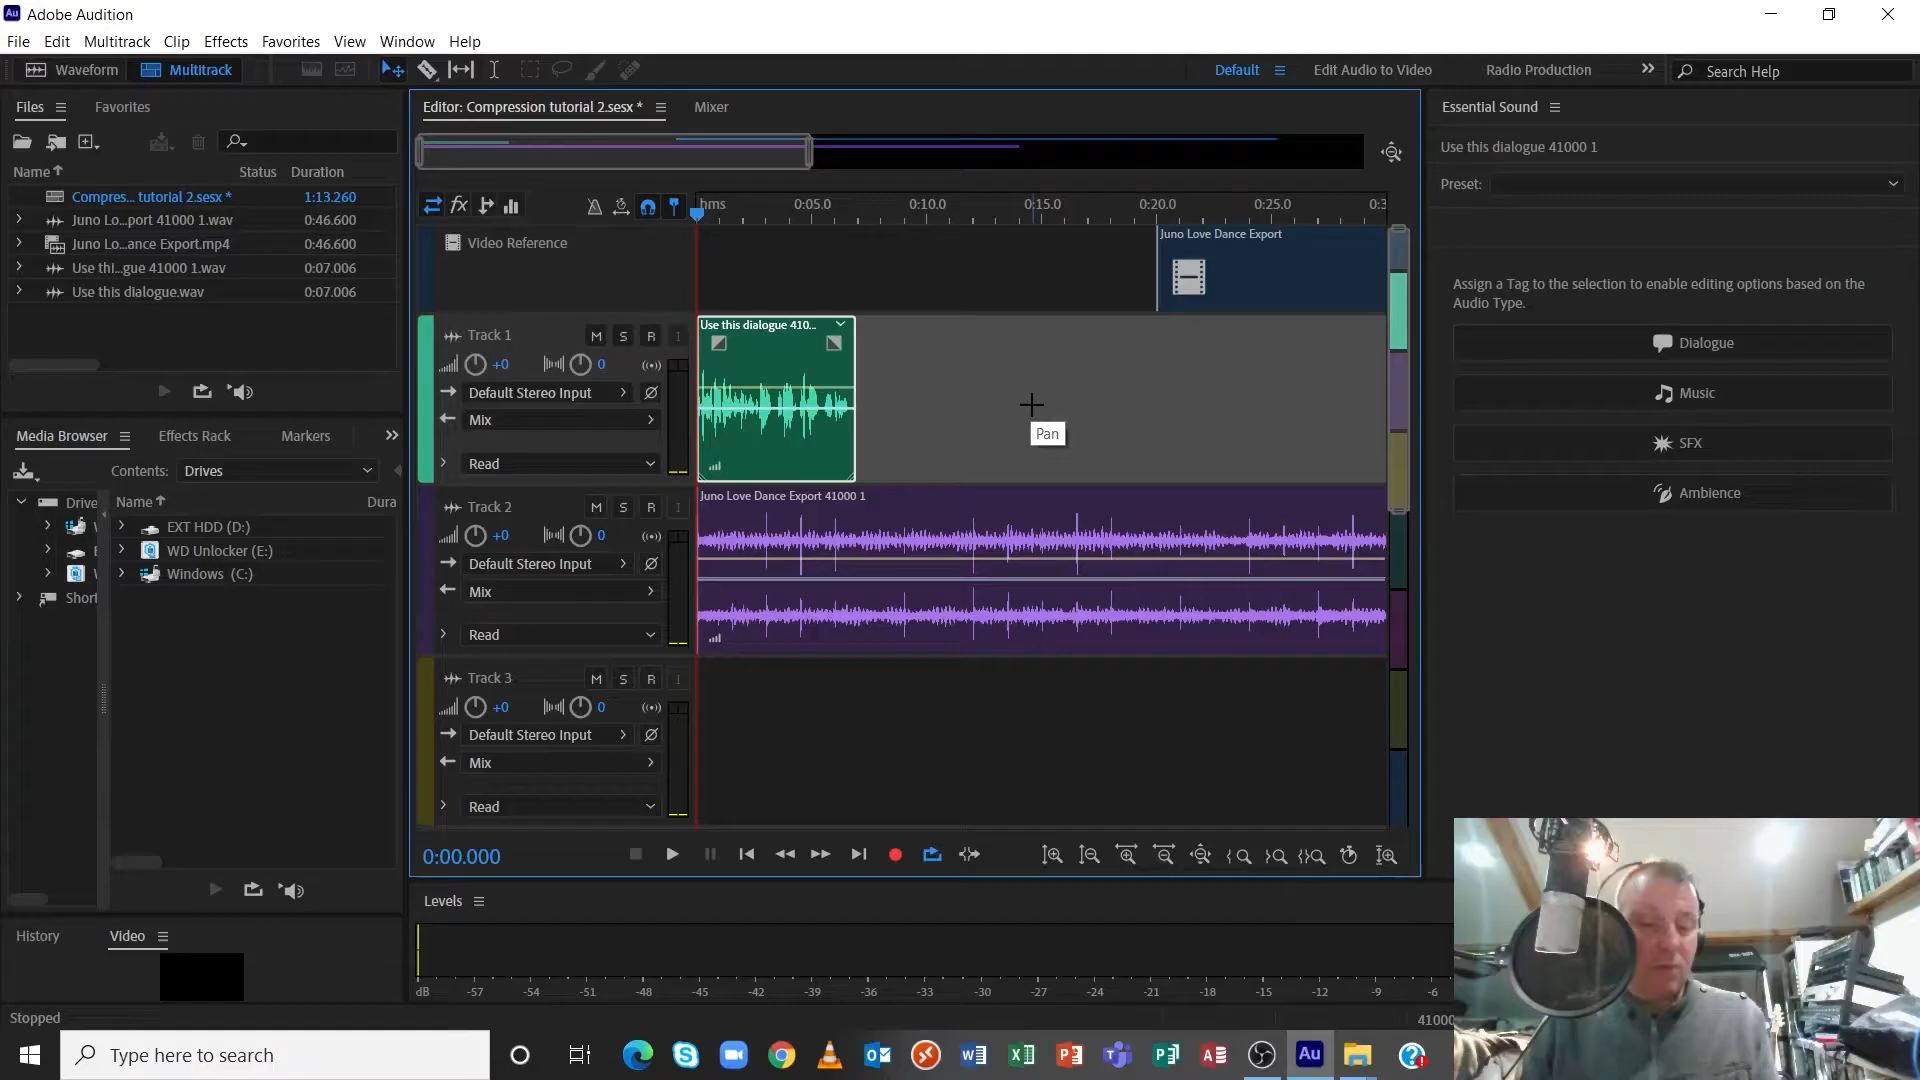 Adobe Audition
File Edit Multitrack Clip Effects Favorites View Window Help
Waveform Multitrack Default Edit Audio to Video Radio Production Search Help
Files Favorites
Name Status Duration
Compres... tutorial 2.sesx * 1:13.260
Juno Lo...port 41000 1.wav 0:46.600
Juno Lo...ance Export.mp4 0:46.600
Use thi...gue 41000 1.wav 0:07.006
Use this dialogue.wav 0:07.006
Media Browser Effects Rack Markers
Contents: Drives
Drive
Name Dura
EXT HDD (D:)
WD Unlocker (E:)
Windows (C:)
Short
History Video
Stopped
Editor: Compression tutorial 2.sesx * Mixer
hms 0:05.0 0:10.0 0:15.0 0:20.0 0:25.0 0:3
Video Reference
Juno Love Dance Export
Track 1 M S R I
+0 0
Default Stereo Input
Mix
Read
Use this dialogue 410...
Pan
Track 2 M S R I
+0 0
Default Stereo Input
Mix
Read
Juno Love Dance Export 41000 1
Track 3 M S R I
+0 0
Default Stereo Input
Mix
Read
0:00.000
Levels
dB -57 -54 -51 -48 -45 -42 -39 -36 -33 -30 -27 -24 -21 -18 -15 -12 -9 -6
41000
Essential Sound
Use this dialogue 41000 1
Preset:
Assign a Tag to the selection to enable editing options based on the
Audio Type.
Dialogue
Music
SFX
Ambience
Type here to search